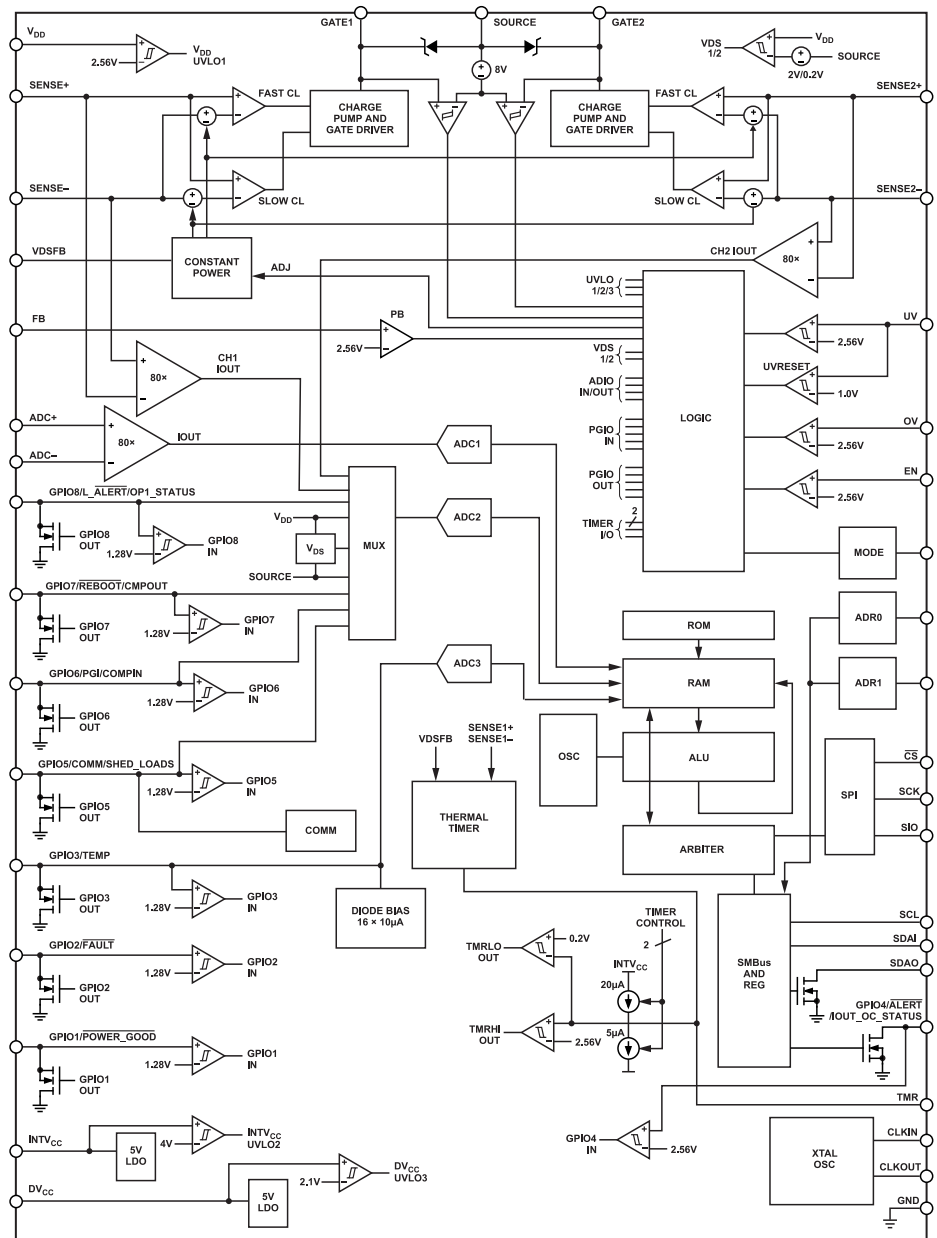 GATE1
SOURCE
GATE2
VDD
2.56V
VDD
UVLO1
8V
VDS
1/2
VDD
SOURCE
2V/0.2V
SENSE+
FAST CL
CHARGE
PUMP AND
GATE DRIVER
CHARGE
PUMP AND
GATE DRIVER
FAST CL
SENSE2+
SENSE–
SLOW CL
SLOW CL
SENSE2–
VDSFB
CONSTANT
POWER
ADJ
CH2 IOUT
80×
UVLO
1/2/3
FB
PB
2.56V
UV
2.56V
VDS
1/2
UVRESET
1.0V
CH1
IOUT
80×
ADIO
IN/OUT
LOGIC
ADC+
80×
IOUT
ADC1
PGIO
IN
OV
2.56V
ADC–
PGIO
OUT
EN
2.56V
GPIO8/L_ALERT/OP1_STATUS
GPIO8
OUT
1.28V
GPIO8
IN
VDD
VDS
SOURCE
MUX
ADC2
2
TIMER
I/O
MODE
GPIO7/REBOOT/CMPOUT
GPIO7
OUT
1.28V
GPIO7
IN
ROM
ADR0
GPIO6/PGI/COMPIN
GPIO6
OUT
1.28V
GPIO6
IN
ADC3
RAM
ADR1
VDSFB
SENSE1+
SENSE1–
OSC
ALU
GPIO5/COMM/SHED_LOADS
GPIO5
OUT
1.28V
GPIO5
IN
COMM
THERMAL
TIMER
SPI
CS
SCK
SIO
ARBITER
GPIO3/TEMP
GPIO3
OUT
1.28V
GPIO3
IN
DIODE BIAS
16 × 10µA
TIMER
CONTROL
2
SMBus
AND
REG
SCL
SDAI
SDAO
GPIO4/ALERT
/IOUT_OC_STATUS
GPIO2/FAULT
GPIO2
OUT
1.28V
GPIO2
IN
TMRLO
OUT
0.2V
INTVCC
20µA
5µA
TMRHI
OUT
2.56V
GPIO1/POWER_GOOD
GPIO1
OUT
1.28V
GPIO1
IN
TMR
INTVCC
5V
LDO
4V
INTVCC
UVLO2
GPIO4
IN
2.56V
XTAL
OSC
CLKIN
CLKOUT
DVCC
5V
LDO
2.1V
DVCC
UVLO3
GND